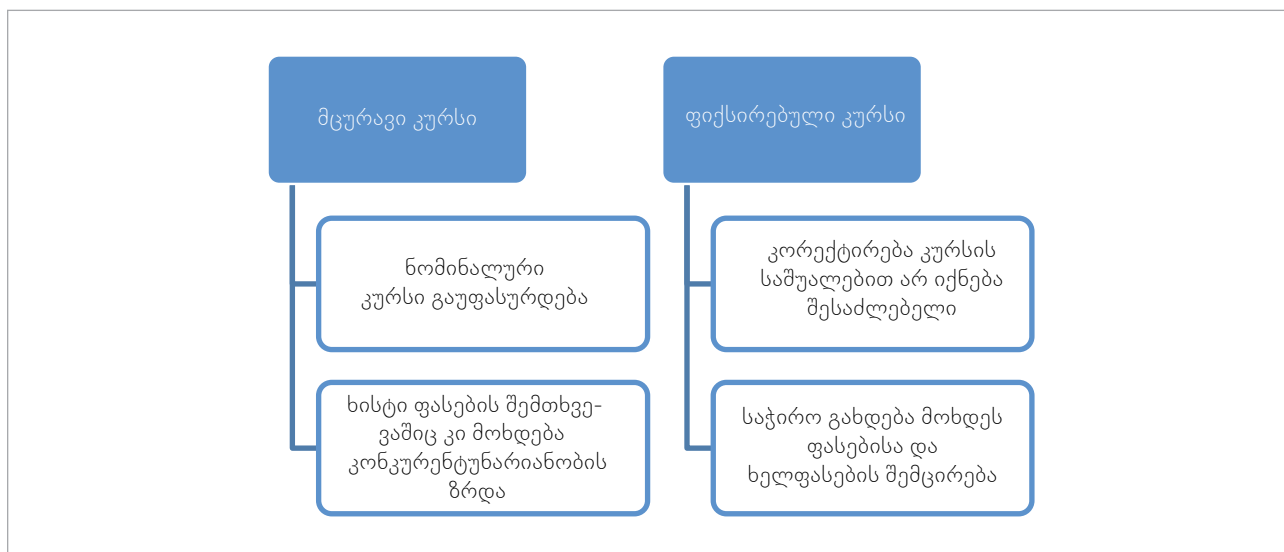 მცურავი კურსი
ნომინალური
კურსი გაუფასურდება
ხისტი ფასების შემთხვე-
ვაშიც კი მოხდება
კონკურენტუნარიანობის
ზრდა
ფიქსირებული კურსი
კორექტირება კურსის
საშუალებით არ იქნება
შესაძლებელი
საჭირო გახდება მოხდეს
ფასებისა და
ხელფასების შემცირება